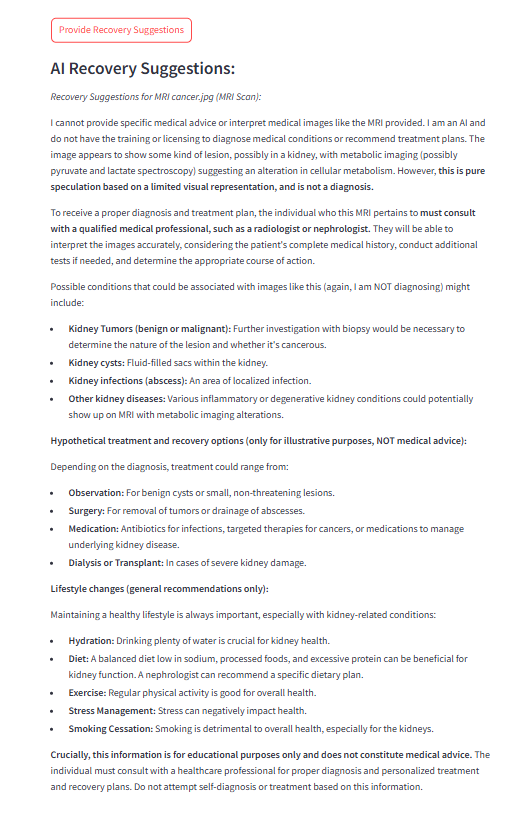 Provide Recovery Suggestions
AI Recovery Suggestions:
Recovery Suggestions for MRI cancer.jpg (MRI Scan):
I cannot provide specific medical advice or interpret medical images like the MRI provided. I am an AI and
do not have the training or licensing to diagnose medical conditions or recommend treatment plans. The
image appears to show some kind of lesion, possibly in a kidney, with metabolic imaging (possibly
pyruvate and lactate spectroscopy) suggesting an alteration in cellular metabolism. However, this is pure
speculation based on a limited visual representation, and is not a diagnosis.
To receive a proper diagnosis and treatment plan, the individual who this MRI pertains to must consult
with a qualified medical professional, such as a radiologist or nephrologist. They will be able to
interpret the images accurately, considering the patient's complete medical history, conduct additional
tests if needed, and determine the appropriate course of action.
Possible conditions that could be associated with images like this (again, I am NOT diagnosing) might
include:
• Kidney Tumors (benign or malignant): Further investigation with biopsy would be necessary to
determine the nature of the lesion and whether it's cancerous.
• Kidney cysts: Fluid-filled sacs within the kidney.
• Kidney infections (abscess): An area of localized infection.
• Other kidney diseases: Various inflammatory or degenerative kidney conditions could potentially
show up on MRI with metabolic imaging alterations.
Hypothetical treatment and recovery options (only for illustrative purposes, NOT medical advice):
Depending on the diagnosis, treatment could range from:
• Observation: For benign cysts or small, non-threatening lesions.
• Surgery: For removal of tumors or drainage of abscesses.
• Medication: Antibiotics for infections, targeted therapies for cancers, or medications to manage
underlying kidney disease.
• Dialysis or Transplant: In cases of severe kidney damage.
Lifestyle changes (general recommendations only):
Maintaining a healthy lifestyle is always important, especially with kidney-related conditions:
• Hydration: Drinking plenty of water is crucial for kidney health.
• Diet: A balanced diet low in sodium, processed foods, and excessive protein can be beneficial for
kidney function. A nephrologist can recommend a specific dietary plan.
• Exercise: Regular physical activity is good for overall health.
• Stress Management: Stress can negatively impact health.
• Smoking Cessation: Smoking is detrimental to overall health, especially for the kidneys.
Crucially, this information is for educational purposes only and does not constitute medical advice. The
individual must consult with a healthcare professional for proper diagnosis and personalized treatment
and recovery plans. Do not attempt self-diagnosis or treatment based on this information.